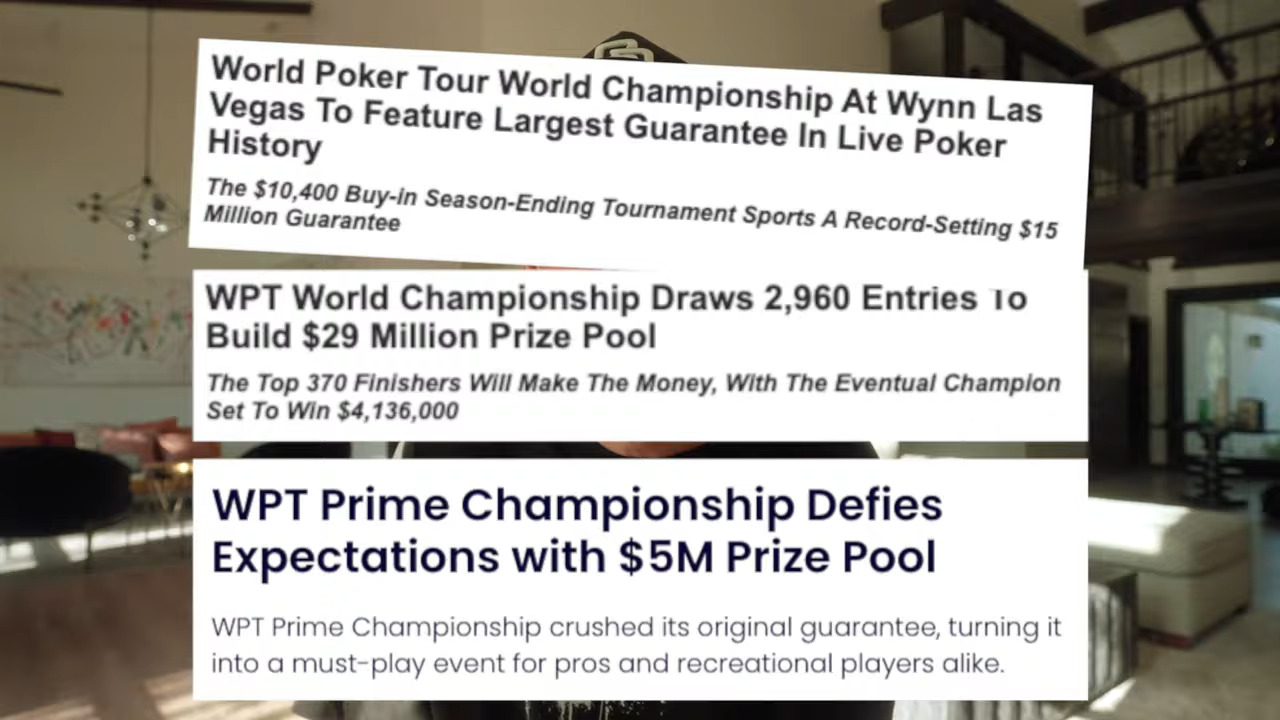 World Poker Tour World Championship At Wynn Las
Vegas To Feature Largest Guarantee In Live Poker
History
The $10,400 Buy-in Season-Ending Tournament Sports A Record-Setting $15
Million Guarantee
WPT World Championship Draws 2,960 Entries To
Build $29 Million Prize Pool
The Top 370 Finishers Will Make The Money, With The Eventual Champion
Set To Win $4,136,000
WPT Prime Championship Defies
Expectations with $5M Prize Pool
WPT Prime Championship crushed its original guarantee, turning it
into a must-play event for pros and recreational players alike.